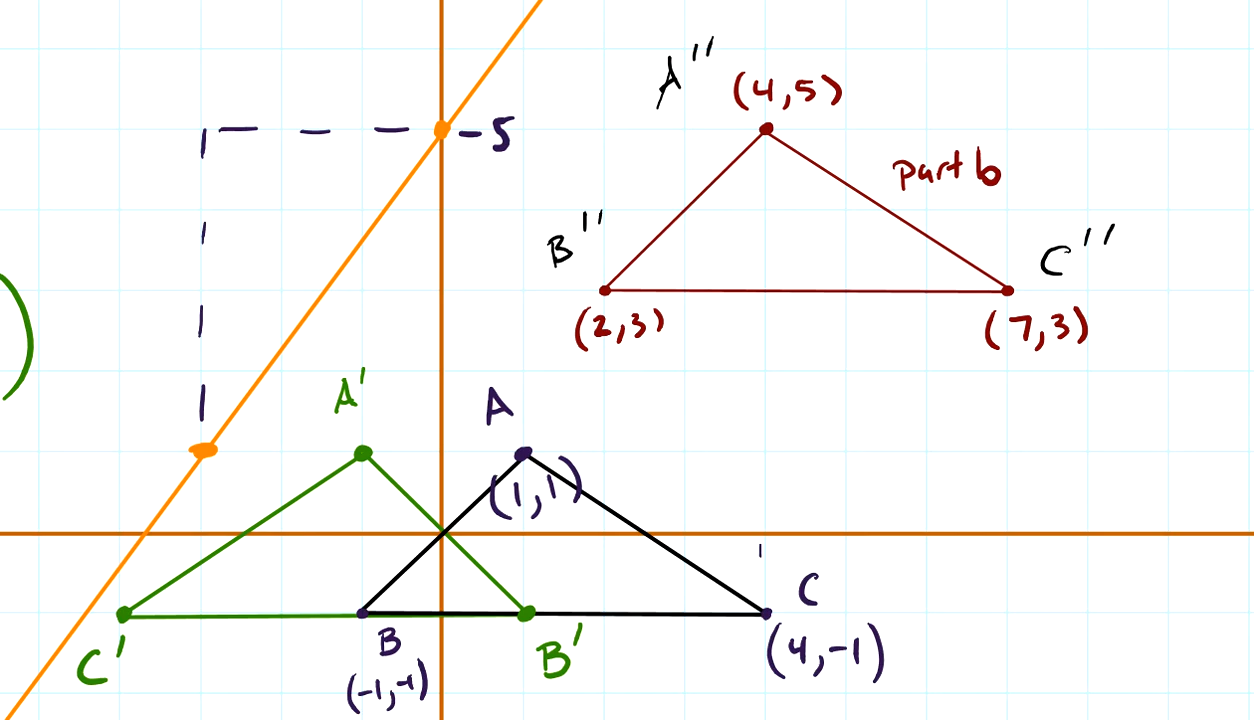 A''
(4,5)
-5
part b
B''
C''
(2,3)
(7,3)
A'
A
(1,1)
C
B
C'
B'
(4,-1)
(-1,-1)